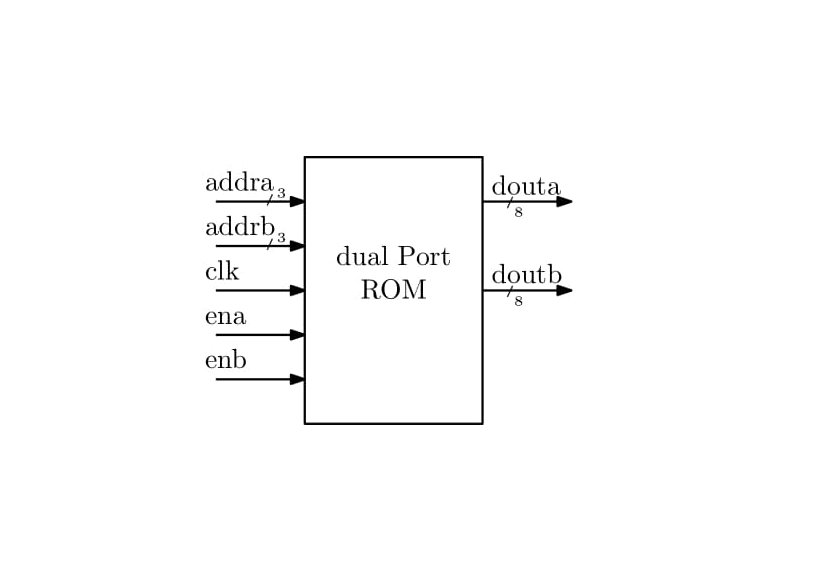 addra 3
addrb 3
clk
ena
enb
dual Port
ROM
douta
8
doutb
8